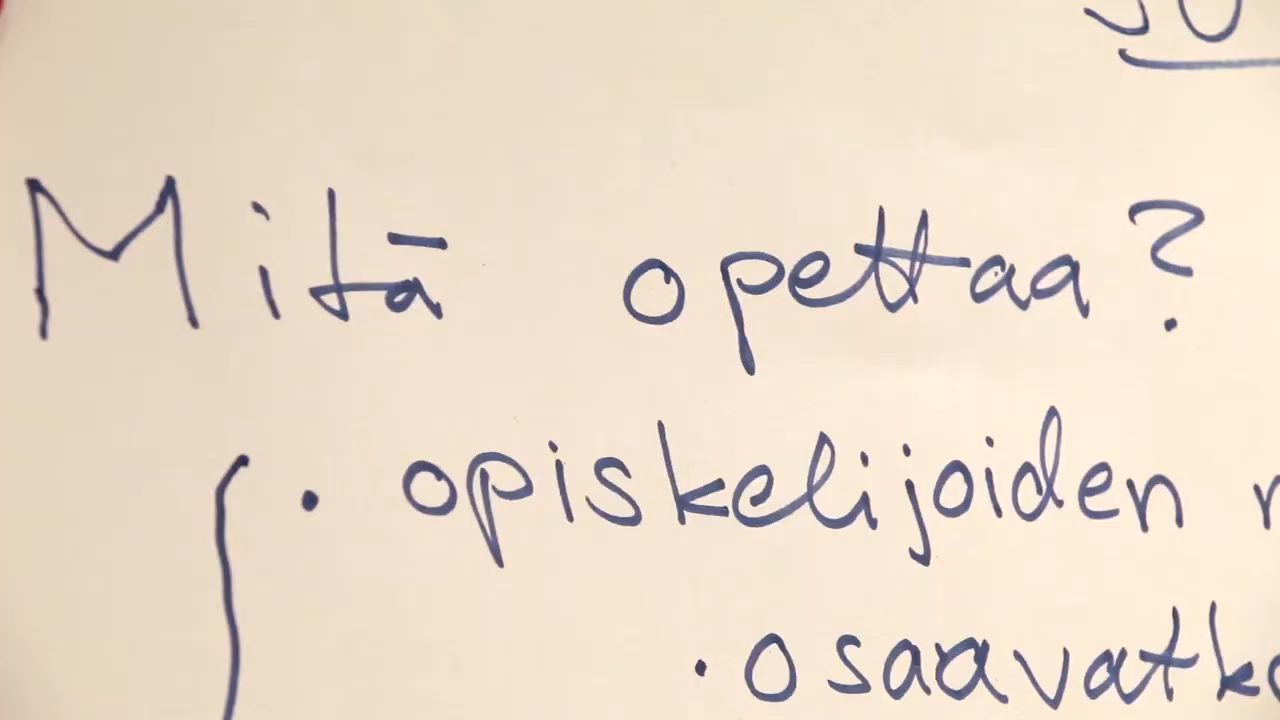 Mitä opettaa?
• opiskelijoiden
• osaavatko